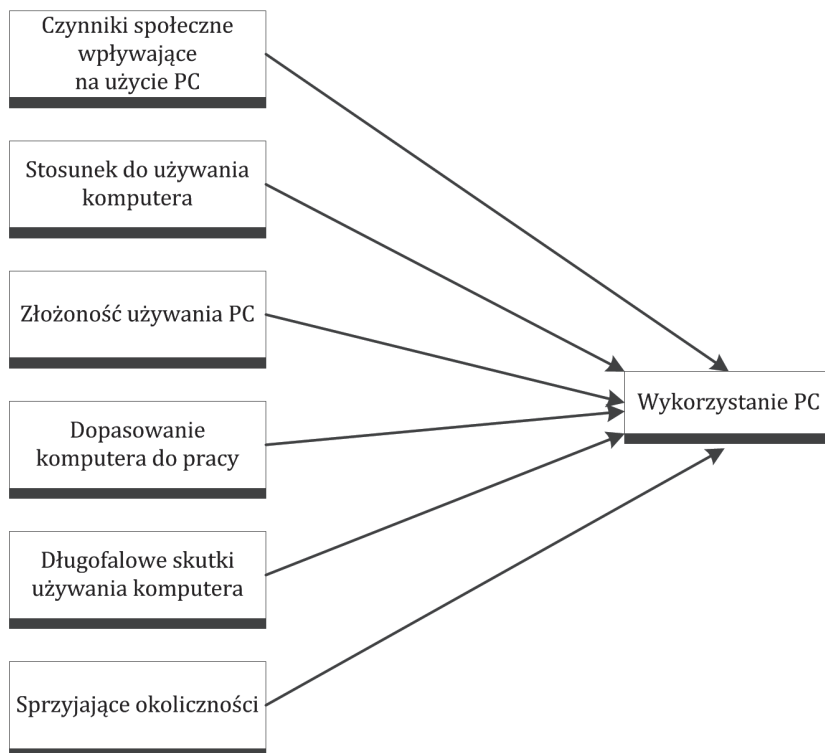 Czynniki społeczne
wpływające
na użycie PC
Stosunek do używania
komputera
Złożoność używania PC
Dopasowanie
komputera do pracy
Długofalowe skutki
używania komputera
Sprzyjające okoliczności
Wykorzystanie PC